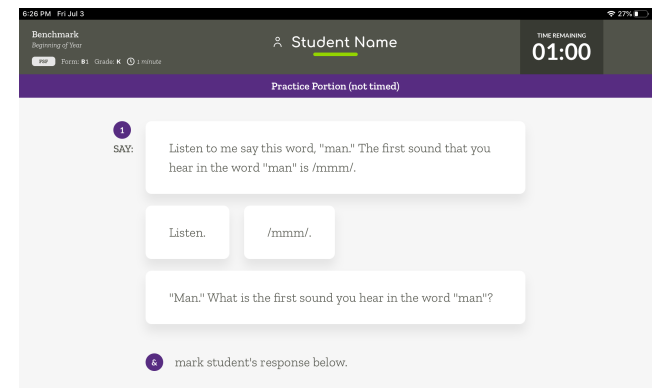 6:26 PM Fri Jul 3
27%
Benchmark
Beginning of Year
PSF Form: B1 Grade: K 1 minute
Student Name
TIME REMAINING
01:00
Practice Portion (not timed)
1
SAY:
Listen to me say this word, "man." The first sound that you
hear in the word "man" is /mmm/.
Listen.
/mmm/.
"Man." What is the first sound you hear in the word "man"?
& mark student's response below.